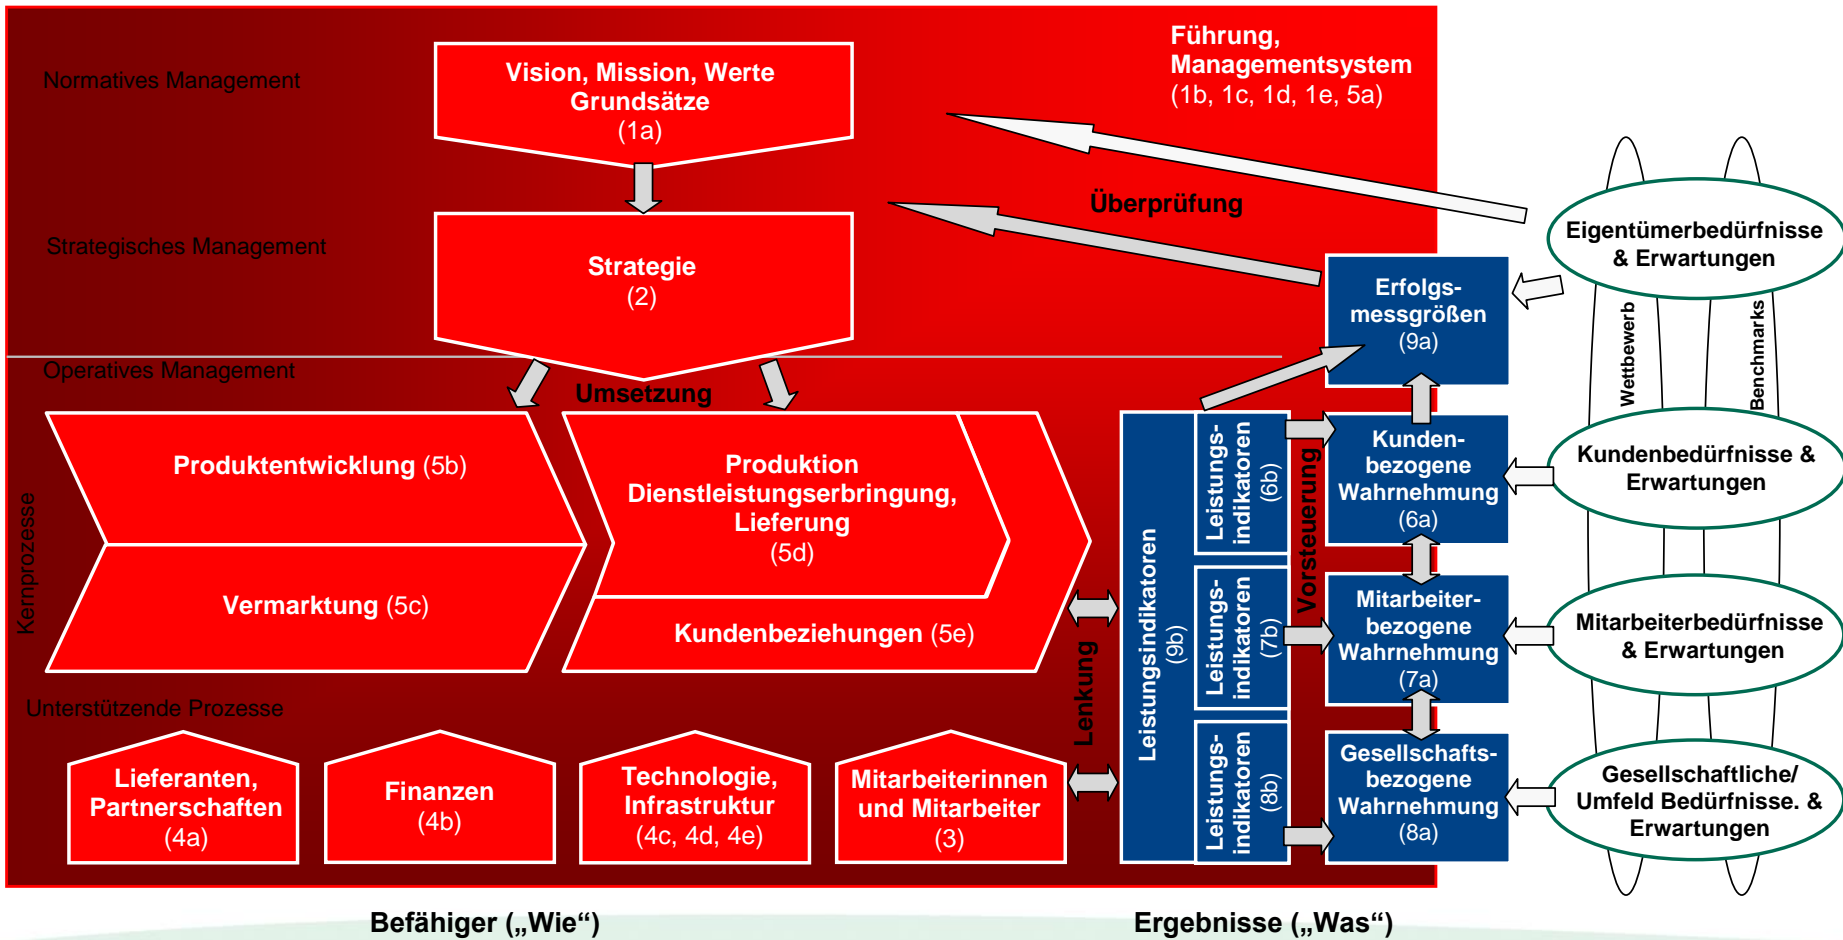 Normatives Management
Vision, Mission, Werte
Grundsätze
(1a)
Führung,
Managementsystem
(1b, 1c, 1d, 1e, 5a)
Überprüfung
Strategisches Management
Strategie
(2)
Eigentümerbedürfnisse
& Erwartungen
Erfolgs-
messgrößen
(9a)
Wettbewerb
Benchmarks
Operatives Management
Umsetzung
Kernprozesse
Produktentwicklung (5b)
Vermarktung (5c)
Produktion
Dienstleistungserbringung,
Lieferung
(5d)
Kundenbeziehungen (5e)
Lenkung
Leistungsindikatoren
(9b)
Leistungs-
indikatoren
(6b)
Leistungs-
indikatoren
(7b)
Leistungs-
indikatoren
(8b)
Vorsteuerung
Kunden-
bezogene
Wahrnehmung
(6a)
Mitarbeiter-
bezogene
Wahrnehmung
(7a)
Gesellschafts-
bezogene
Wahrnehmung
(8a)
Kundenbedürfnisse &
Erwartungen
Mitarbeiterbedürfnisse
& Erwartungen
Gesellschaftliche/
Umfeld Bedürfnisse. &
Erwartungen
Unterstützende Prozesse
Lieferanten,
Partnerschaften
(4a)
Finanzen
(4b)
Technologie,
Infrastruktur
(4c, 4d, 4e)
Mitarbeiterinnen
und Mitarbeiter
(3)
Befähiger („Wie“)
Ergebnisse („Was“)